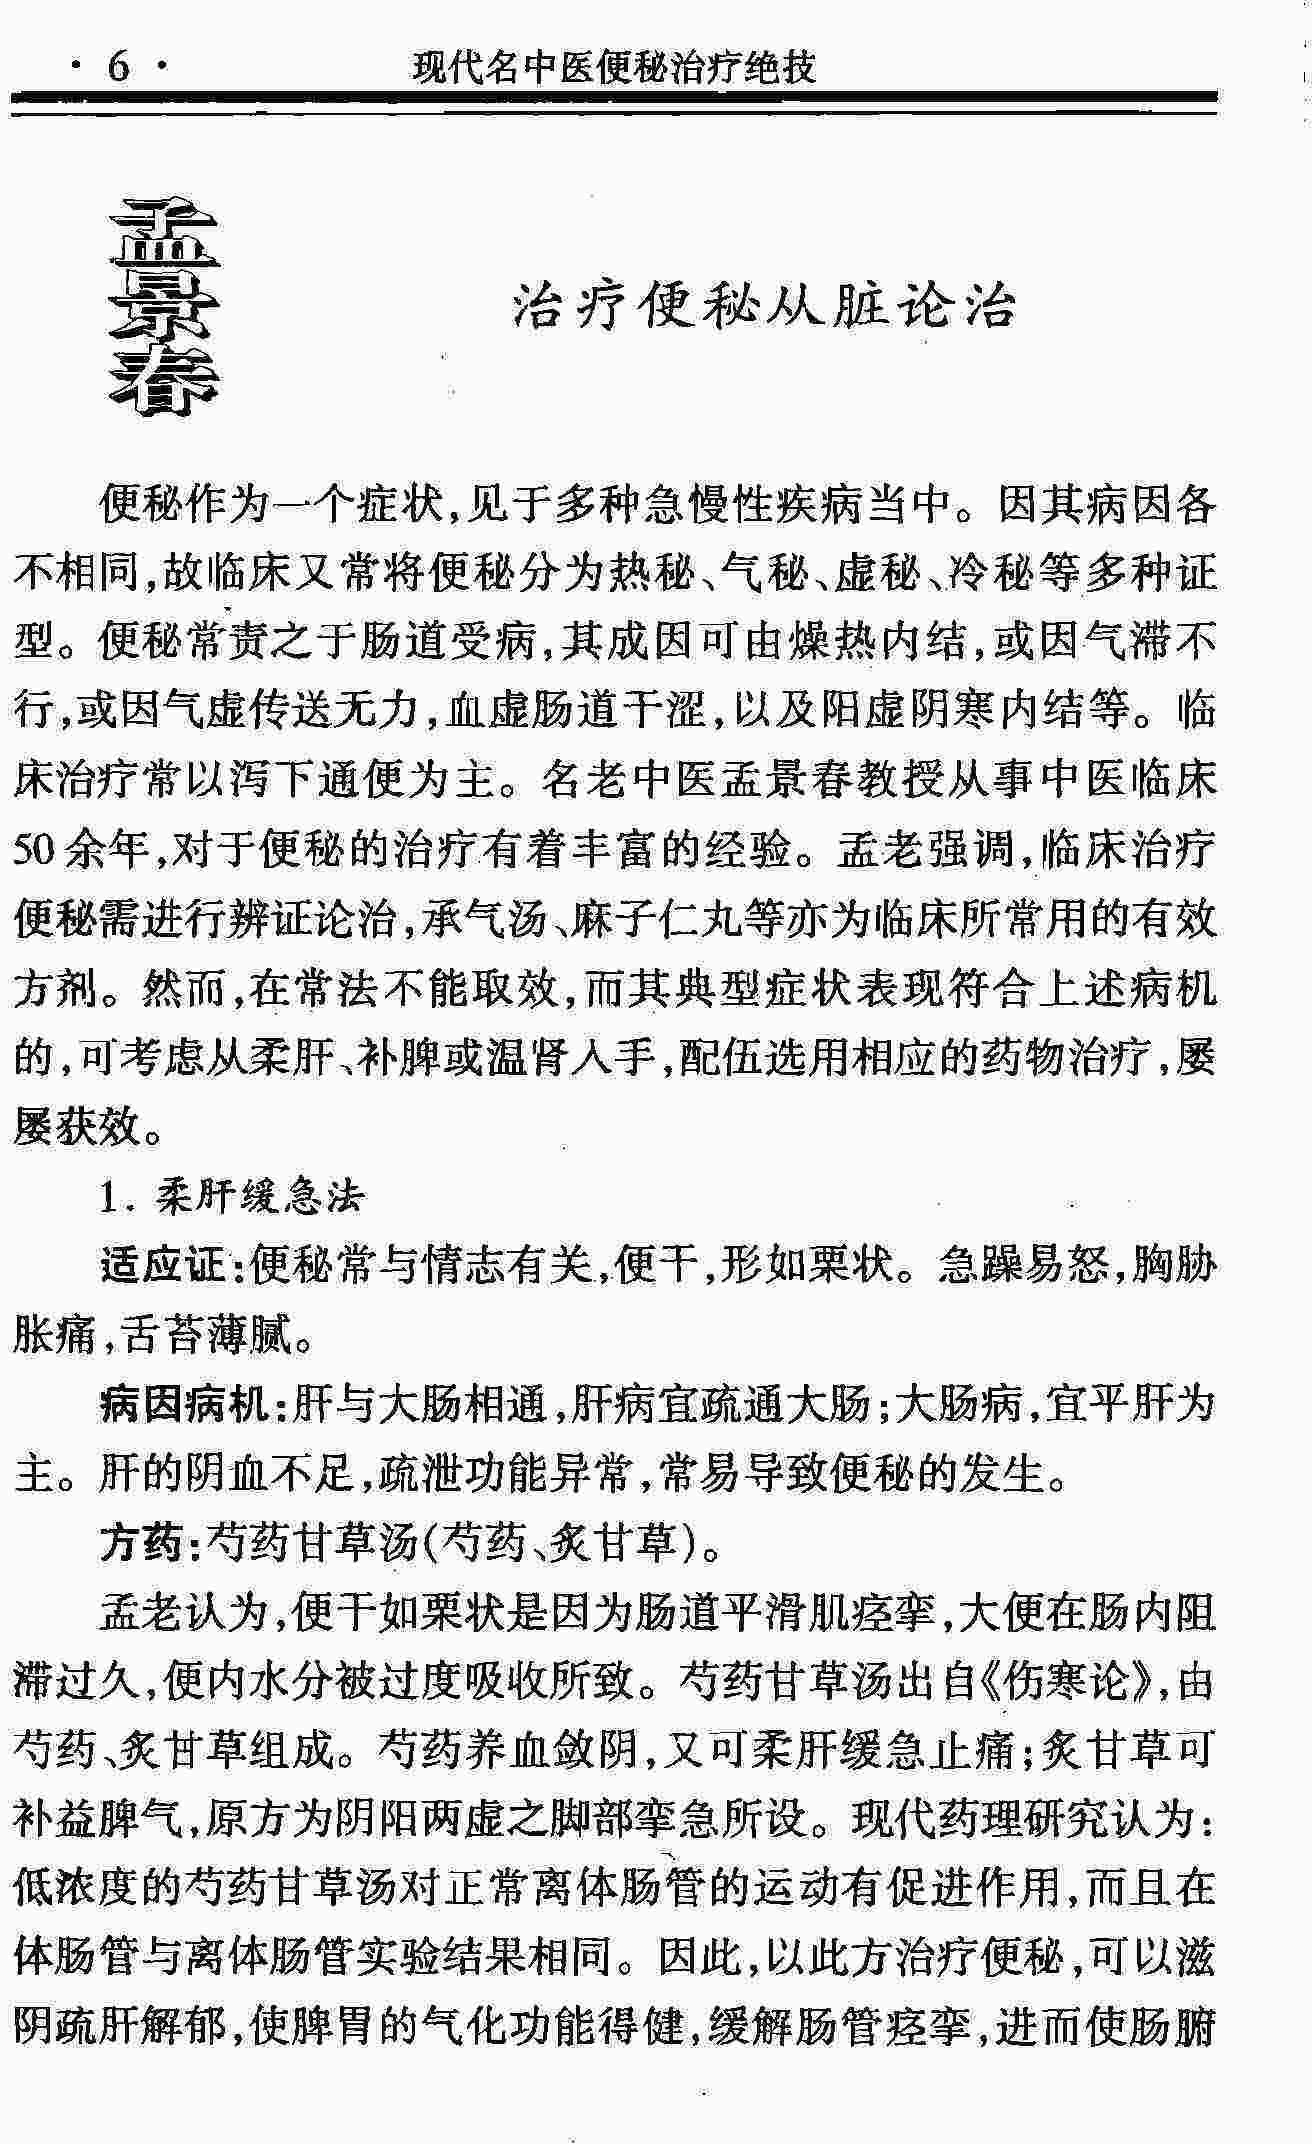 ·6·
现代名中医便秘治疗绝技
孟景春
治疗便秘从脏论治
便秘作为一个症状,见于多种急慢性疾病当中。因其病因各
不相同,故临床又常将便秘分为热秘、气秘、虚秘、冷秘等多种证
型。便秘常责之于肠道受病,其成因可由燥热内结,或因气滞不
行,或因气虚传送无力,血虚肠道干涩,以及阳虚阴寒内结等。临
床治疗常以泻下通便为主。名老中医孟景春教授从事中医临床
50余年,对于便秘的治疗有着丰富的经验。孟老强调,临床治疗
便秘需进行辨证论治,承气汤、麻子仁丸等亦为临床所常用的有效
方剂。然而,在常法不能取效,而其典型症状表现符合上述病机
的,可考虑从柔肝、补脾或温肾入手,配伍选用相应的药物治疗,屡
屡获效。
1. 柔肝缓急法
适应证:便秘常与情志有关,便干,形如栗状。急躁易怒,胸胁
胀痛,舌苔薄腻。
病因病机:肝与大肠相通,肝病宜疏通大肠;大肠病,宜平肝为
主。肝的阴血不足,疏泄功能异常,常易导致便秘的发生。
方药:芍药甘草汤(芍药、炙甘草)。
孟老认为,便干如栗状是因为肠道平滑肌痉挛,大便在肠内阻
滞过久,便内水分被过度吸收所致。芍药甘草汤出自《伤寒论》,由
芍药、炙甘草组成。芍药养血敛阴,又可柔肝缓急止痛;炙甘草可
补益脾气,原方为阴阳两虚之脚部挛急所设。现代药理研究认为:
低浓度的芍药甘草汤对正常离体肠管的运动有促进作用,而且在
体肠管与离体肠管实验结果相同。因此,以此方治疗便秘,可以滋
阴疏肝解郁,使脾胃的气化功能得健,缓解肠管痉挛,进而使肠腑